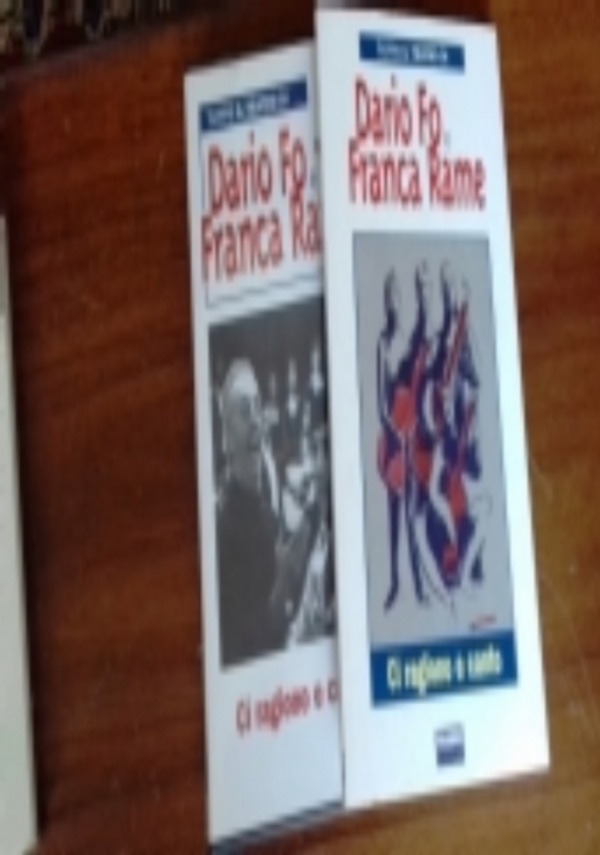 Dario Fo
Franca Ra
Ci ragiono e c
Dario Fo e
Franca Rame
Ci ragiono e canto